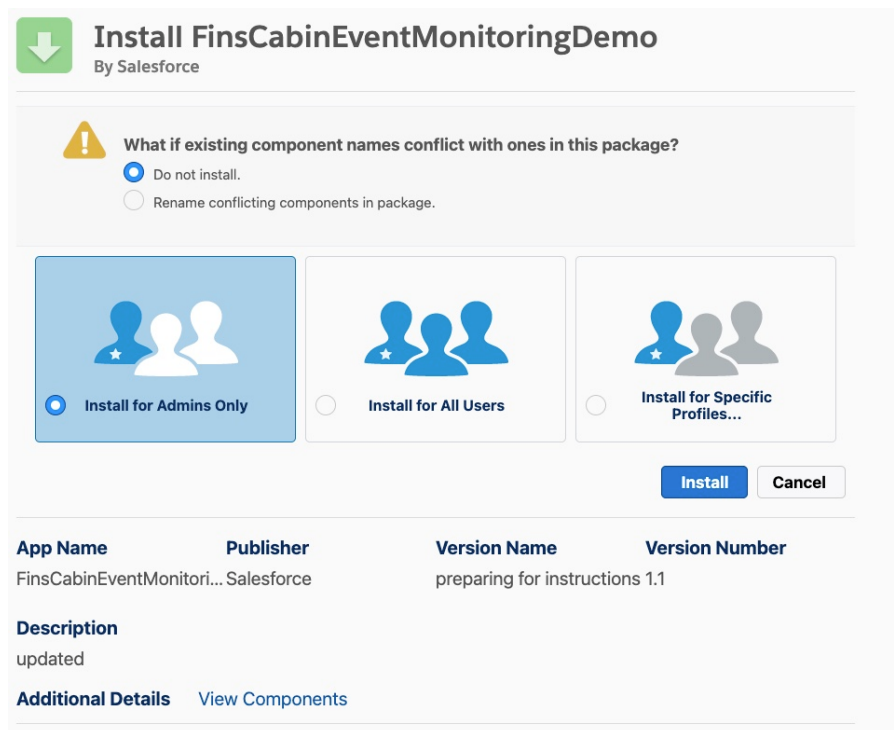 Install FinsCabinEventMonitoringDemo
By Salesforce
What if existing component names conflict with ones in this package?
Do not install.
Rename conflicting components in package.
Install for Admins Only
Install for All Users
Install for Specific
Profiles...
Install
Cancel
App Name Publisher Version Name Version Number
FinsCabinEventMonitori... Salesforce preparing for instructions 1.1
Description
updated
Additional Details View Components